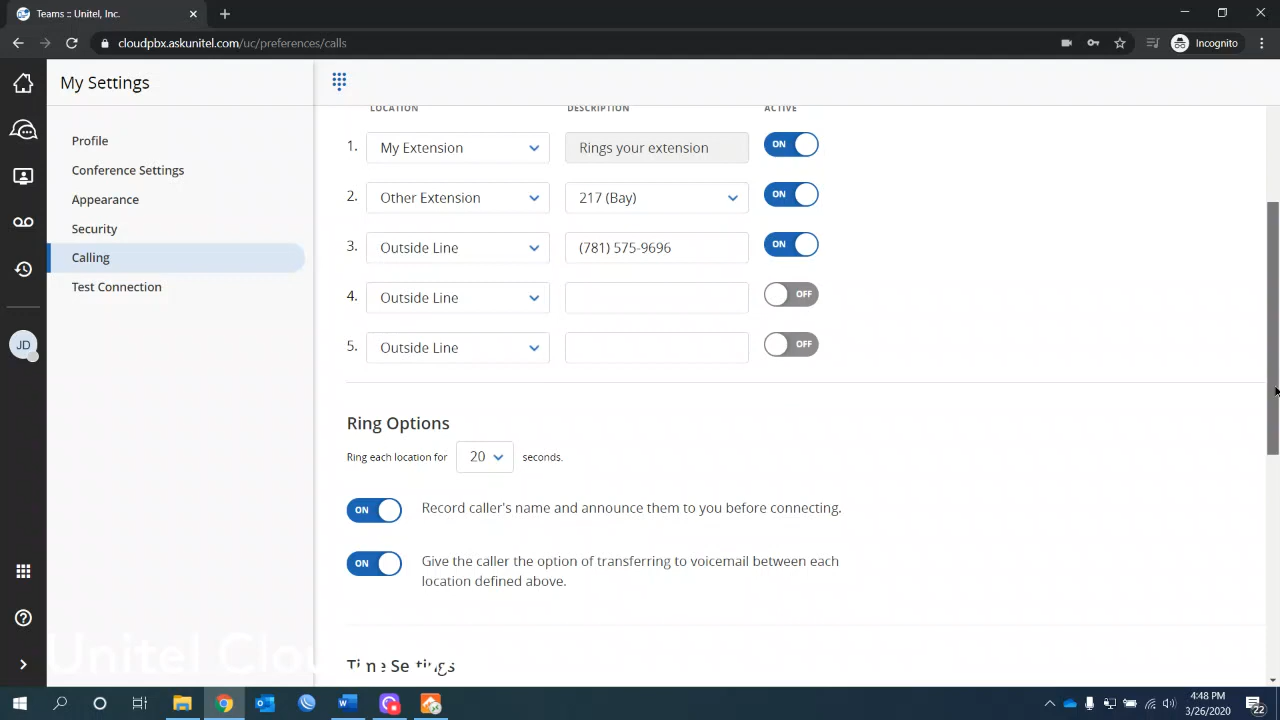 Teams :: Unitel, Inc.
cloudpbx.askunitel.com/uc/preferences/calls
Incognito
My Settings
Profile
Conference Settings
Appearance
Security
Calling
Test Connection
JD
LOCATION DESCRIPTION ACTIVE
1. My Extension Rings your extension ON
2. Other Extension 217 (Bay) ON
3. Outside Line (781) 575-9696 ON
4. Outside Line OFF
5. Outside Line OFF
Ring Options
Ring each location for 20 seconds.
ON Record caller's name and announce them to you before connecting.
ON Give the caller the option of transferring to voicemail between each
location defined above.
Unitel Clou
Time Settings
4:48 PM
3/26/2020
22